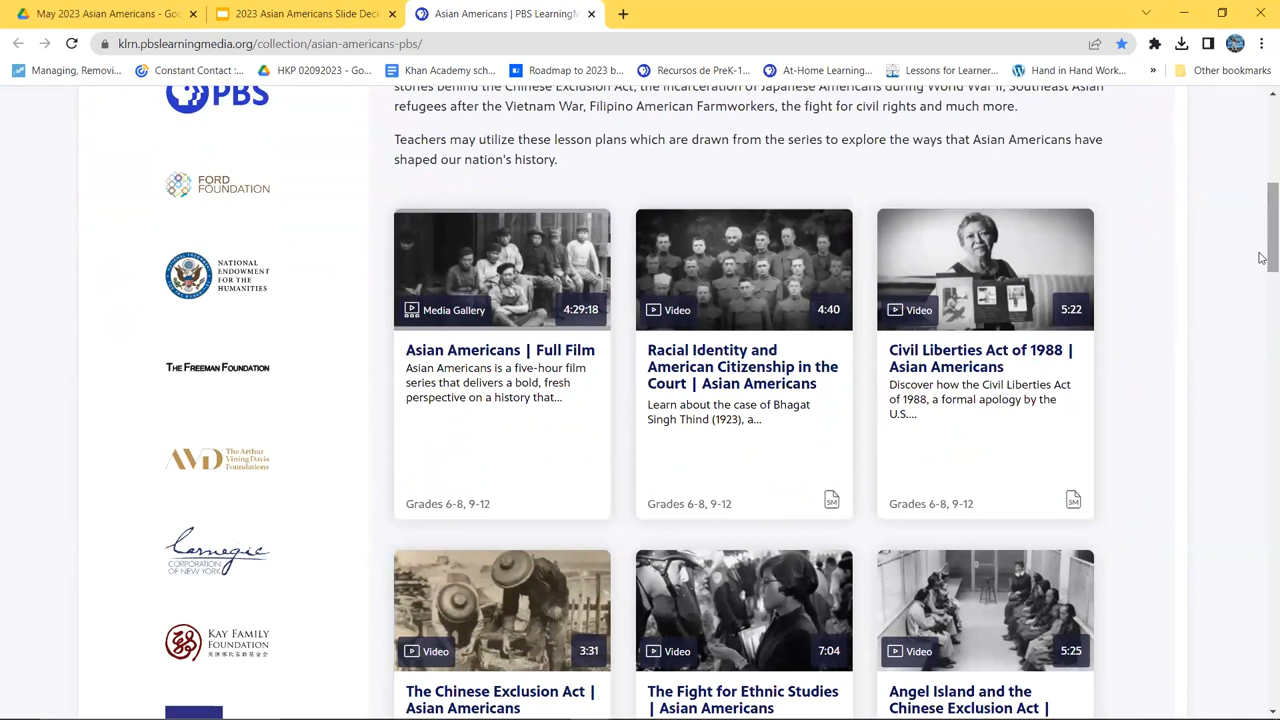 May 2023 Asian Americans - Goo
2023 Asian Americans Slide Deck
Asian Americans | PBS LearningM
klrn.pbslearningmedia.org/collection/asian-americans-pbs/
Managing, Removi...
Constant Contact :...
HKP 02092023 - Go...
Khan Academy sch...
Roadmap to 2023 b...
Recursos de PreK-1...
At-Home Learning...
Lessons for Learner...
Hand in Hand Work...
»
Other bookmarks
stories behind the Chinese Exclusion Act, the incarceration of Japanese Americans during World War II, Southeast Asian
refugees after the Vietnam War, Filipino American Farmworkers, the fight for civil rights and much more.
Teachers may utilize these lesson plans which are drawn from the series to explore the ways that Asian Americans have
shaped our nation's history.
PBS
FORD
FOUNDATION
NATIONAL
ENDOWMENT
FOR THE
HUMANITIES
THE FREEMAN FOUNDATION
AVD
The Arthur
Vining Davis
Foundations
Carnegie
CORPORATION
OF NEW YORK
KAY FAMILY
FOUNDATION
Media Gallery
4:29:18
Asian Americans | Full Film
Asian Americans is a five-hour film
series that delivers a bold, fresh
perspective on a history that...
Grades 6-8, 9-12
Video
4:40
Racial Identity and
American Citizenship in the
Court | Asian Americans
Learn about the case of Bhagat
Singh Thind (1923), a...
Grades 6-8, 9-12
SM
Video
5:22
Civil Liberties Act of 1988 |
Asian Americans
Discover how the Civil Liberties Act
of 1988, a formal apology by the
U.S....
Grades 6-8, 9-12
SM
Video
3:31
The Chinese Exclusion Act |
Asian Americans
Video
7:04
The Fight for Ethnic Studies
| Asian Americans
Video
5:25
Angel Island and the
Chinese Exclusion Act |